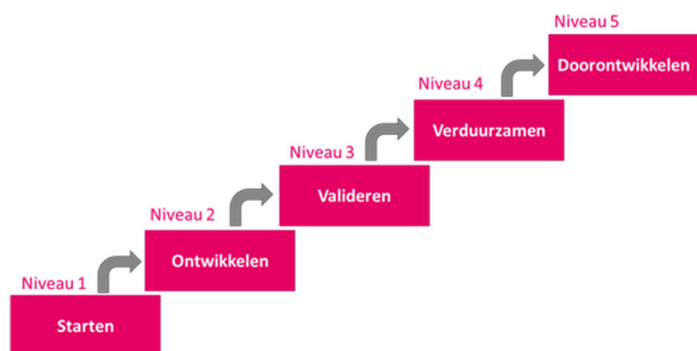 Niveau 5
Doorontwikkelen
Niveau 4
Verduurzamen
Niveau 3
Valideren
Niveau 2
Ontwikkelen
Niveau 1
Starten